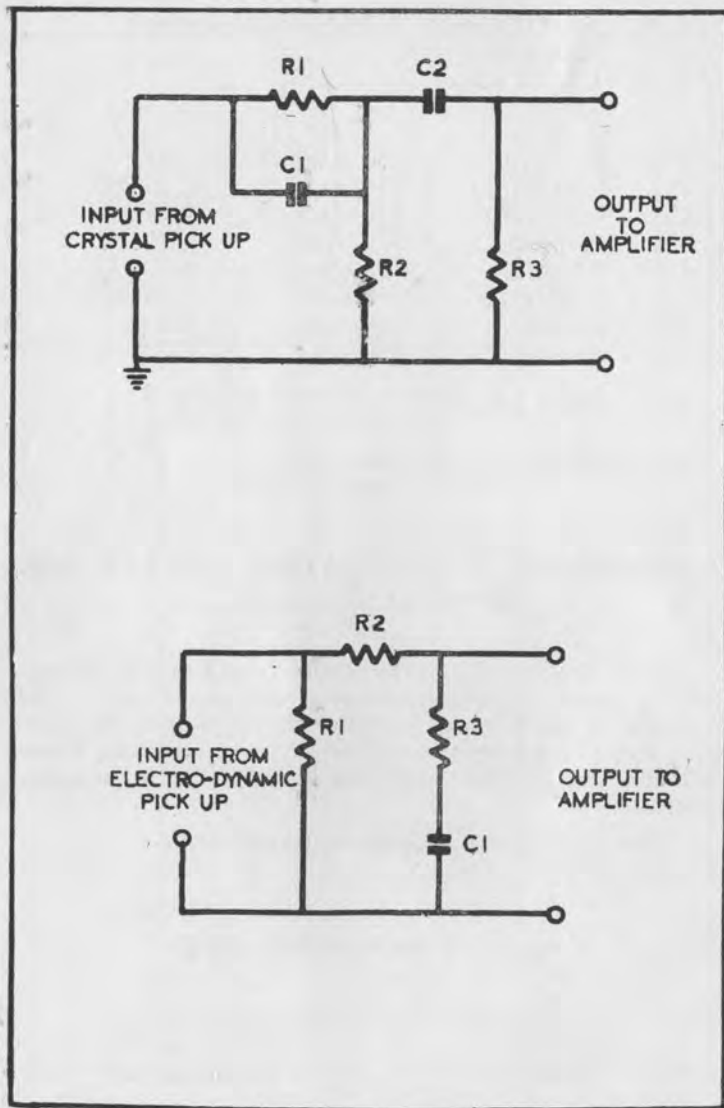 R1
C2
C1
INPUT FROM
CRYSTAL PICK UP
R2
R3
OUTPUT
TO
AMPLIFIER
R2
R1
R3
INPUT FROM
ELECTRO-DYNAMIC
PICK UP
OUTPUT TO
AMPLIFIER
C1